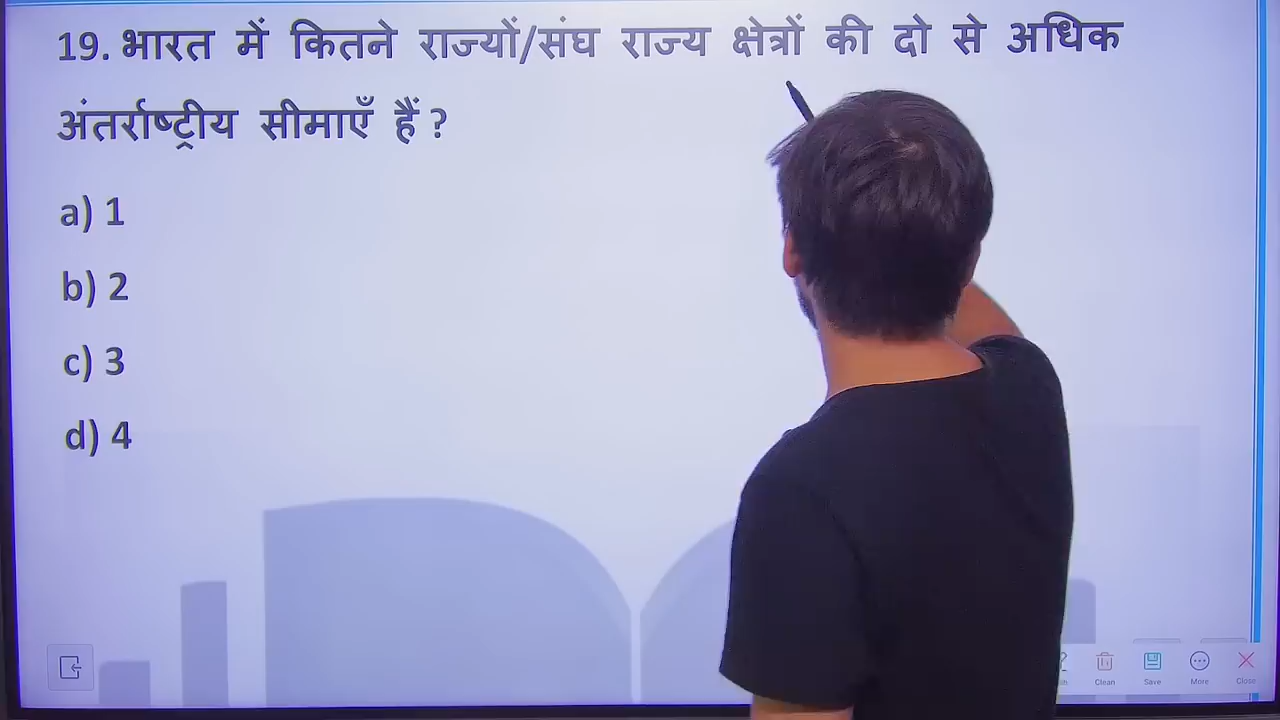 19. भारत में कितने राज्यों/संघ राज्य क्षेत्रों की दो से अधिक
अंतर्राष्ट्रीय सीमाएँ हैं ?
a) 1
b) 2
c) 3
d) 4
Clean Save More Close